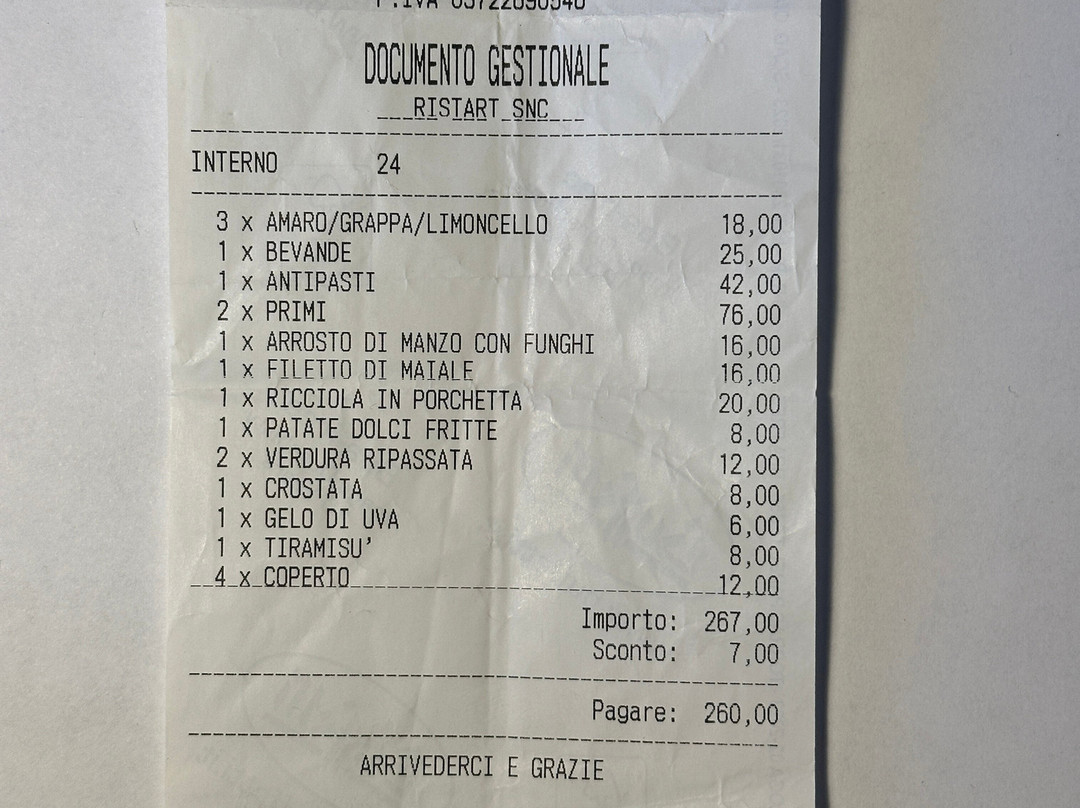 DOCUMENTO GESTIONALE
RISTART SNC
INTERNO 24
3 x AMARO/GRAPPA/LIMONCELLO 18,00
1 x BEVANDE 25,00
1 x ANTIPASTI 42,00
2 x PRIMI 76,00
1 x ARROSTO DI MANZO CON FUNGHI 16,00
1 x FILETTO DI MAIALE 16,00
1 x RICCIOLA IN PORCHETTA 20,00
1 x PATATE DOLCI FRITTE 8,00
2 x VERDURA RIPASSATA 12,00
1 x CROSTATA 8,00
1 x GELO DI UVA 6,00
1 x TIRAMISU' 8,00
4 x COPERTO 12,00
Importo: 267,00
Sconto: 7,00
Pagare: 260,00
ARRIVEDERCI E GRAZIE